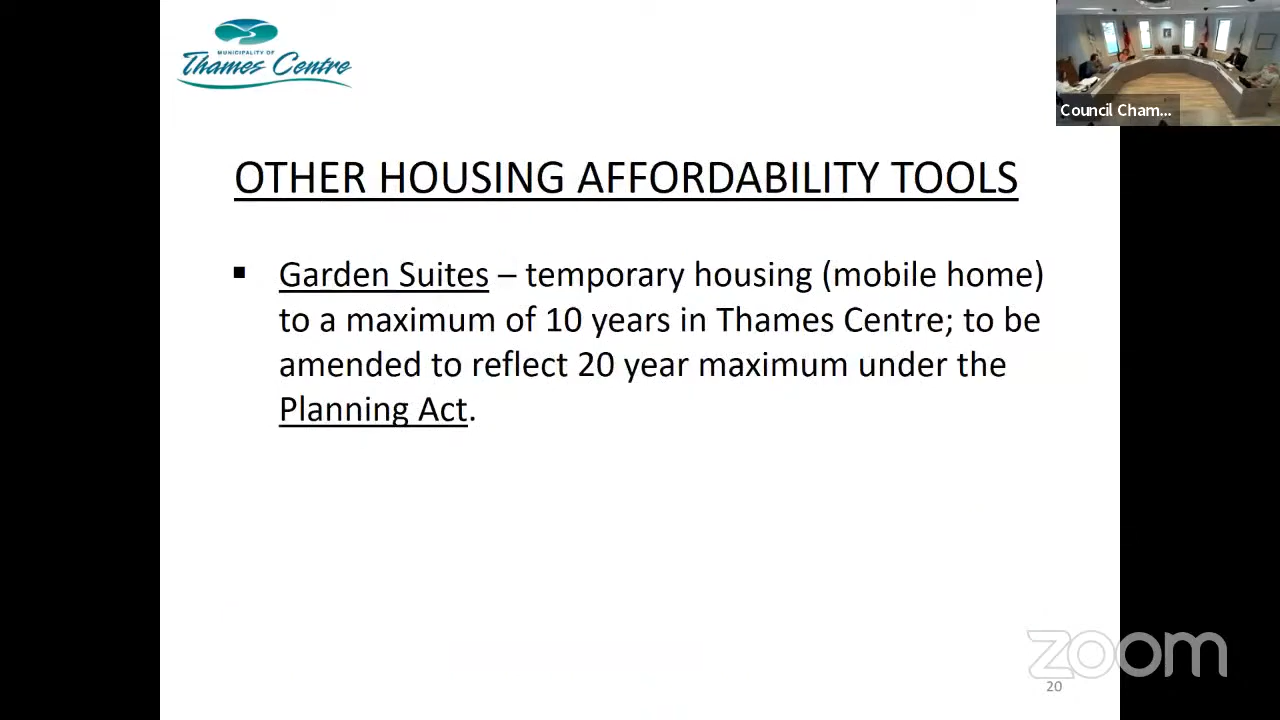 MUNICIPALITY OF
Thames Centre
Council Cham...
OTHER HOUSING AFFORDABILITY TOOLS
▪ Garden Suites – temporary housing (mobile home)
to a maximum of 10 years in Thames Centre; to be
amended to reflect 20 year maximum under the
Planning Act.
zoom
20